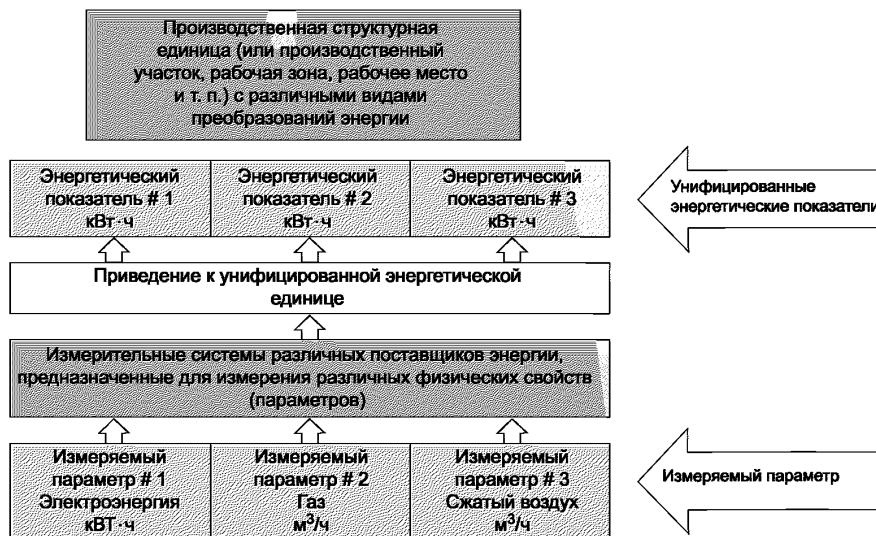 Производственная структурная
единица (или производственный
участок, рабочая зона, рабочее место
и т. п.) с различными видами
преобразований энергии
Энергетический
показатель # 1
кВт·ч
Энергетический
показатель # 2
кВт·ч
Энергетический
показатель # 3
кВт·ч
Унифицированные
энергетические показатели
Приведение к унифицированной энергетической
единице
Измерительные системы различных поставщиков энергии,
предназначенные для измерения различных физических свойств
(параметров)
Измеряемый
параметр # 1
Электроэнергия
кВТ·ч
Измеряемый
параметр # 2
Газ
м³/ч
Измеряемый
параметр # 3
Сжатый воздух
м³/ч
Измеряемый параметр